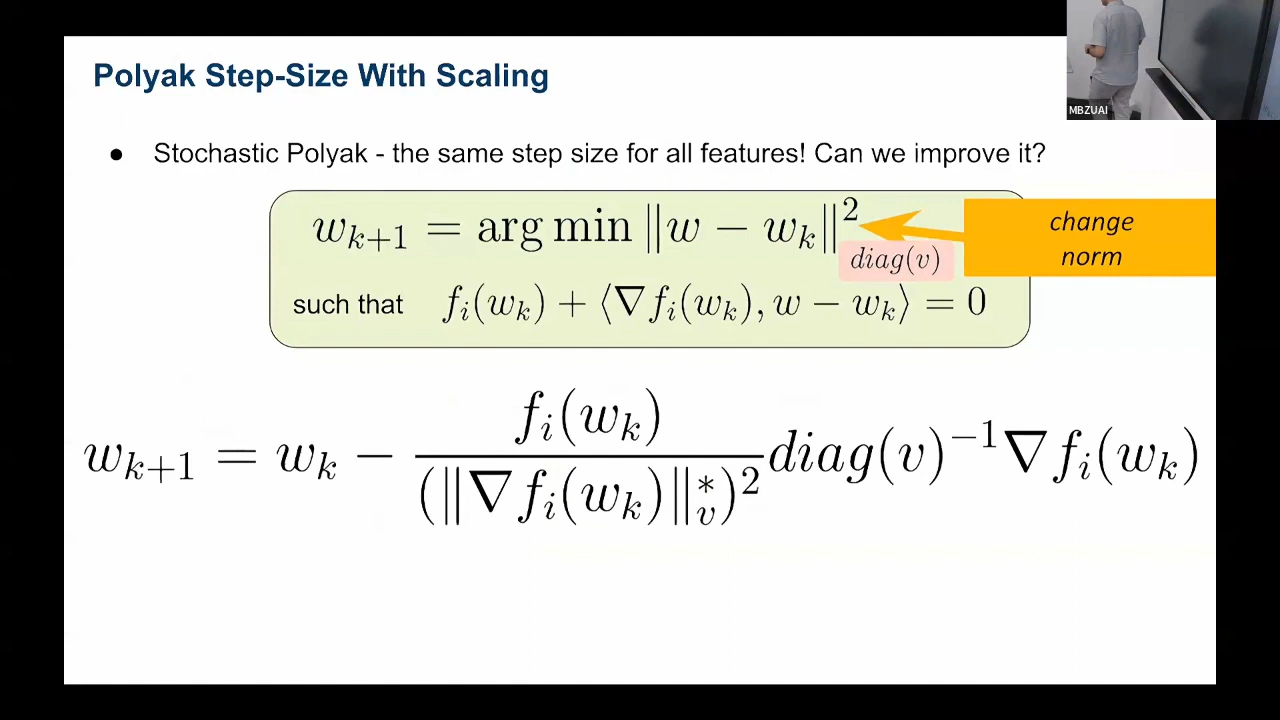 Polyak Step-Size With Scaling
MBZUAI
● Stochastic Polyak - the same step size for all features! Can we improve it?
w_{k+1} = arg min ‖w − w_k‖²_{diag(v)}
change
norm
such that f_i(w_k) + ⟨∇f_i(w_k), w − w_k⟩ = 0
w_{k+1} = w_k − \frac{f_i(w_k)}{(‖∇f_i(w_k)‖_v^*)^2} diag(v)^{-1}∇f_i(w_k)